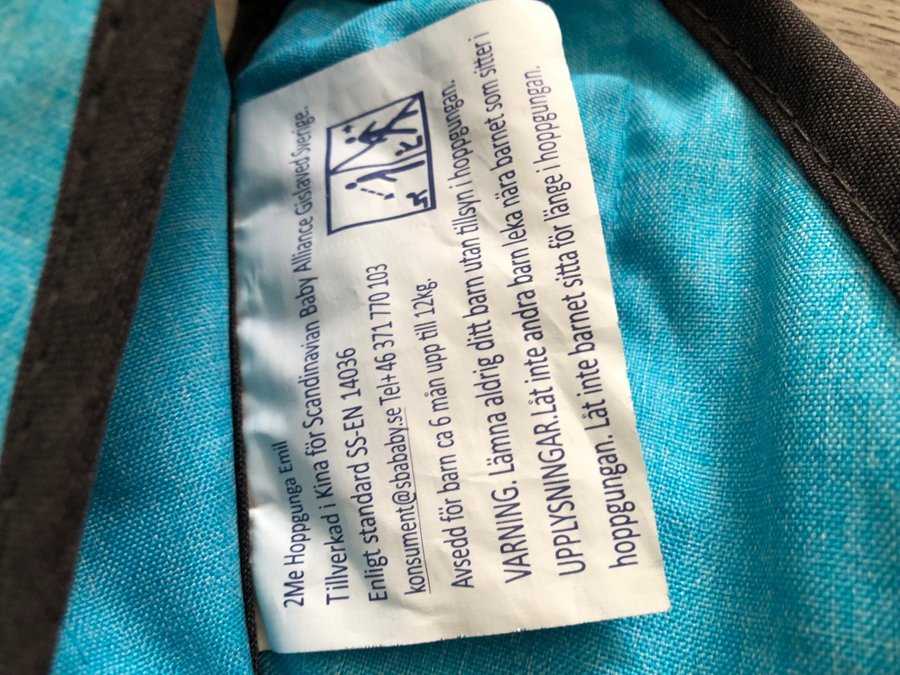 2Me Hoppgunga Emil
Tillverkad i Kina för Scandinavian Baby Alliance Gislaved Sverige.
Enligt standard SS-EN 14036
konsument@sbababy.se Tel+46 371 770 103
Avsedd för barn ca 6 mån upp till 12kg.
VARNING. Lämna aldrig ditt barn utan tillsyn i hoppgungan.
UPPLYSNINGAR.Låt inte andra barn leka nära barnet som sitter i
hoppgungan. Låt inte barnet sitta för länge i hoppgungan.